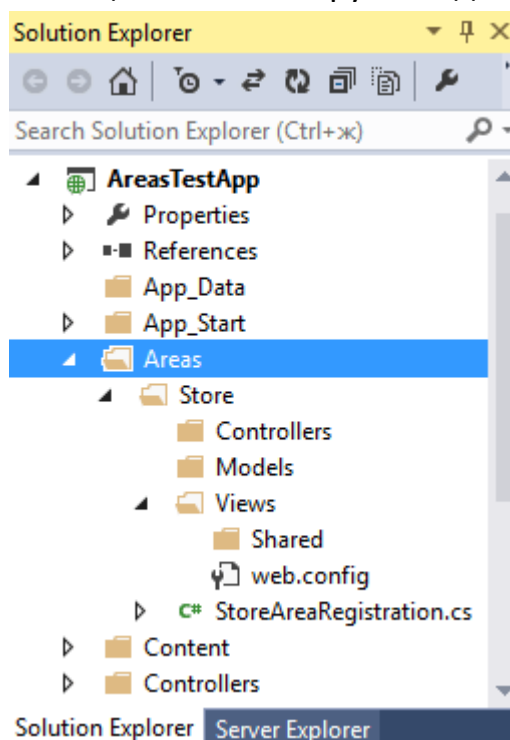 Solution Explorer
Search Solution Explorer (Ctrl+ж)
AreasTestApp
Properties
References
App_Data
App_Start
Areas
Store
Controllers
Models
Views
Shared
web.config
C# StoreAreaRegistration.cs
Content
Controllers
Solution Explorer Server Explorer